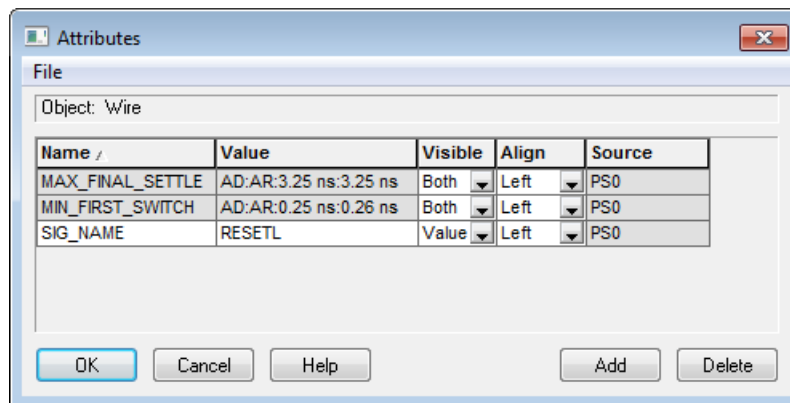 Attributes
File
Object: Wire
Name Value Visible Align Source
MAX_FINAL_SETTLE AD:AR:3.25 ns:3.25 ns Both Left PS0
MIN_FIRST_SWITCH AD:AR:0.25 ns:0.26 ns Both Left PS0
SIG_NAME RESETL Value Left PS0
OK Cancel Help Add Delete